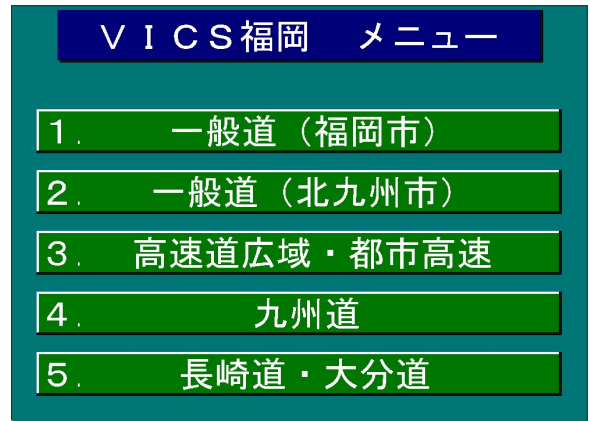 ＶＩＣＳ福岡　メニュー
１．　一般道（福岡市）
２．　一般道（北九州市）
３．　高速道広域・都市高速
４．　九州道
５．　長崎道・大分道